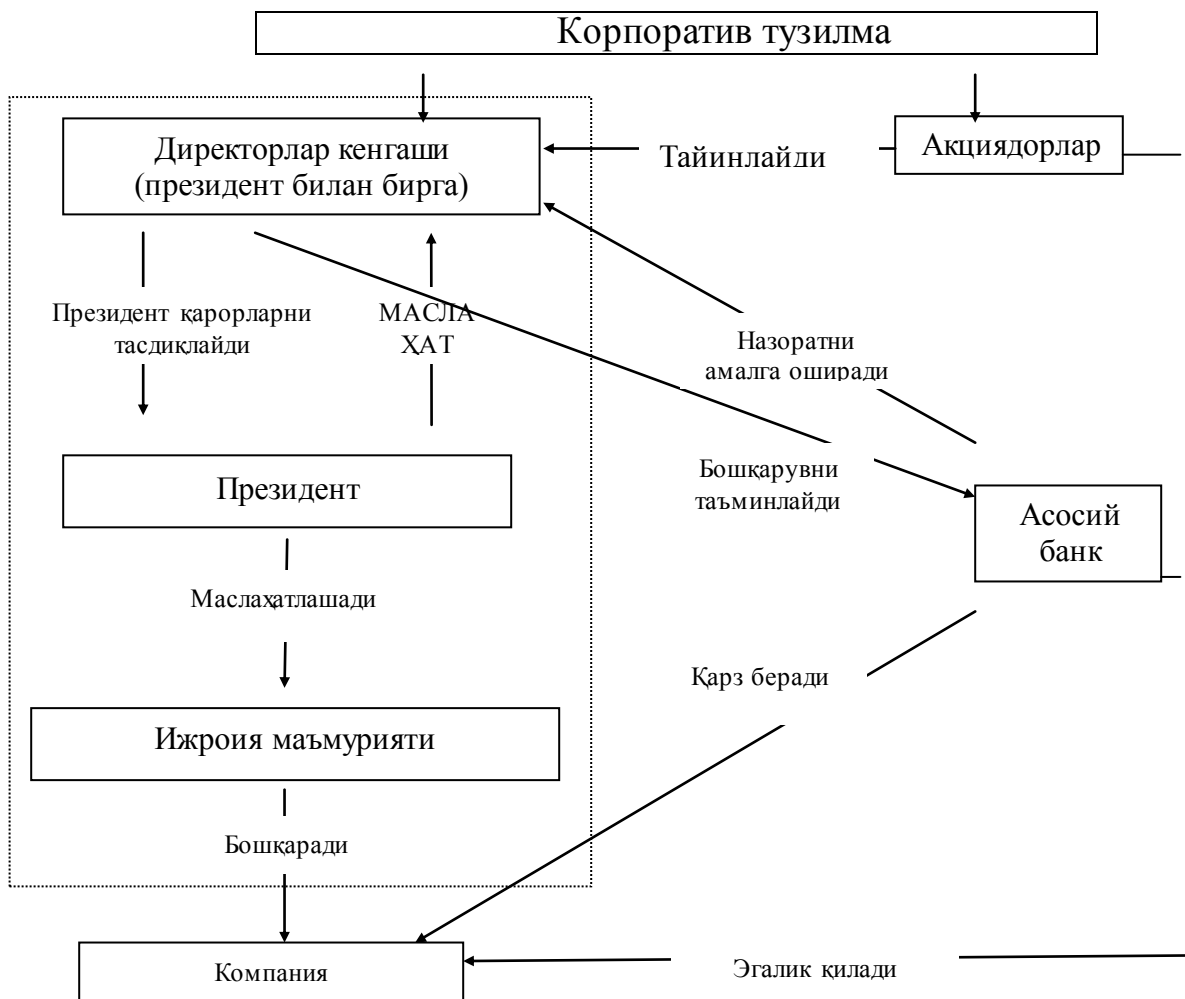 Корпоратив тузилма
Директорлар кенгаши
(президент билан бирга)
Тайинлайди
Акциядорлар
Президент қарорларни
тасдиқлайди
МАСЛА
ҲАТ
Назоратни
амалга оширади
Президент
Бошқарувни
таъминлайди
Асосий
банк
Маслаҳатлашади
Қарз беради
Ижроия маъмурияти
Бошқаради
Компания
Эгалик қилади